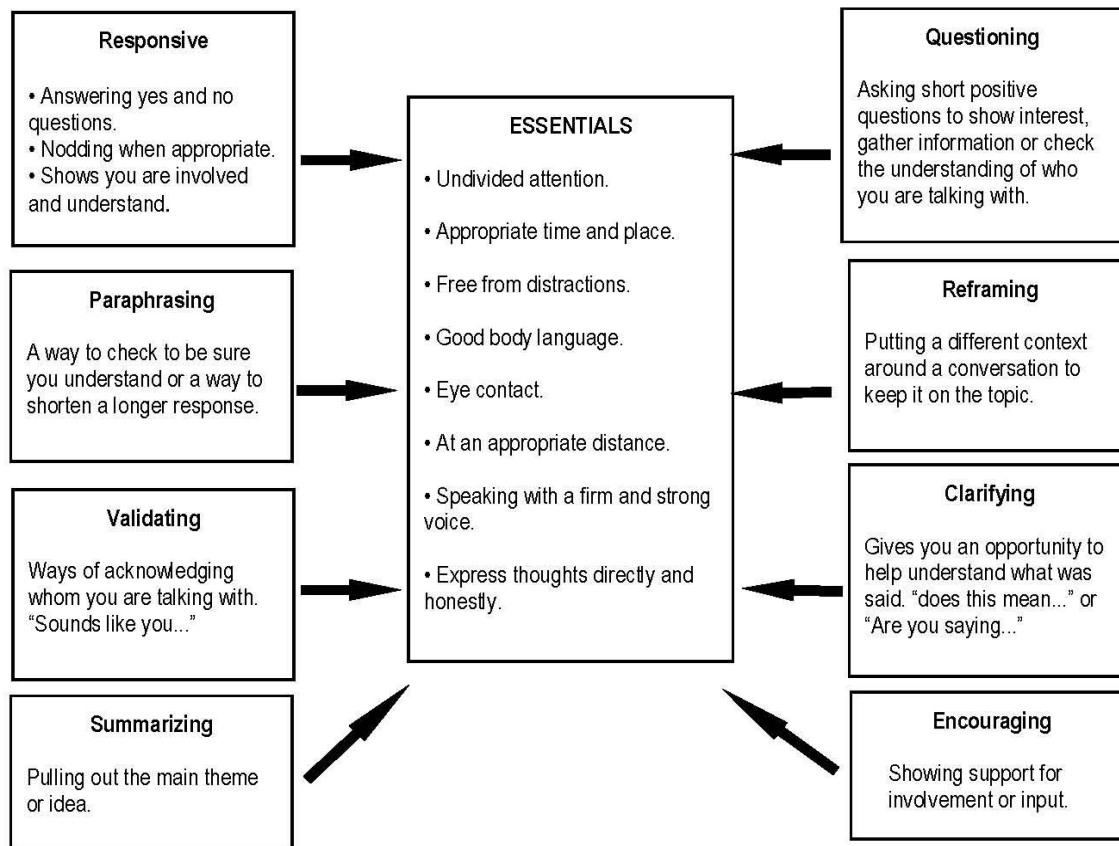 Responsive
• Answering yes and no
questions.
• Nodding when appropriate.
• Shows you are involved
and understand.
Paraphrasing
A way to check to be sure
you understand or a way to
shorten a longer response.
Validating
Ways of acknowledging
whom you are talking with.
“Sounds like you...”
Summarizing
Pulling out the main theme
or idea.
ESSENTIALS
• Undivided attention.
• Appropriate time and place.
• Free from distractions.
• Good body language.
• Eye contact.
• At an appropriate distance.
• Speaking with a firm and strong
voice.
• Express thoughts directly and
honestly.
Questioning
Asking short positive
questions to show interest,
gather information or check
the understanding of who
you are talking with.
Reframing
Putting a different context
around a conversation to
keep it on the topic.
Clarifying
Gives you an opportunity to
help understand what was
said. “does this mean...” or
“Are you saying...”
Encouraging
Showing support for
involvement or input.